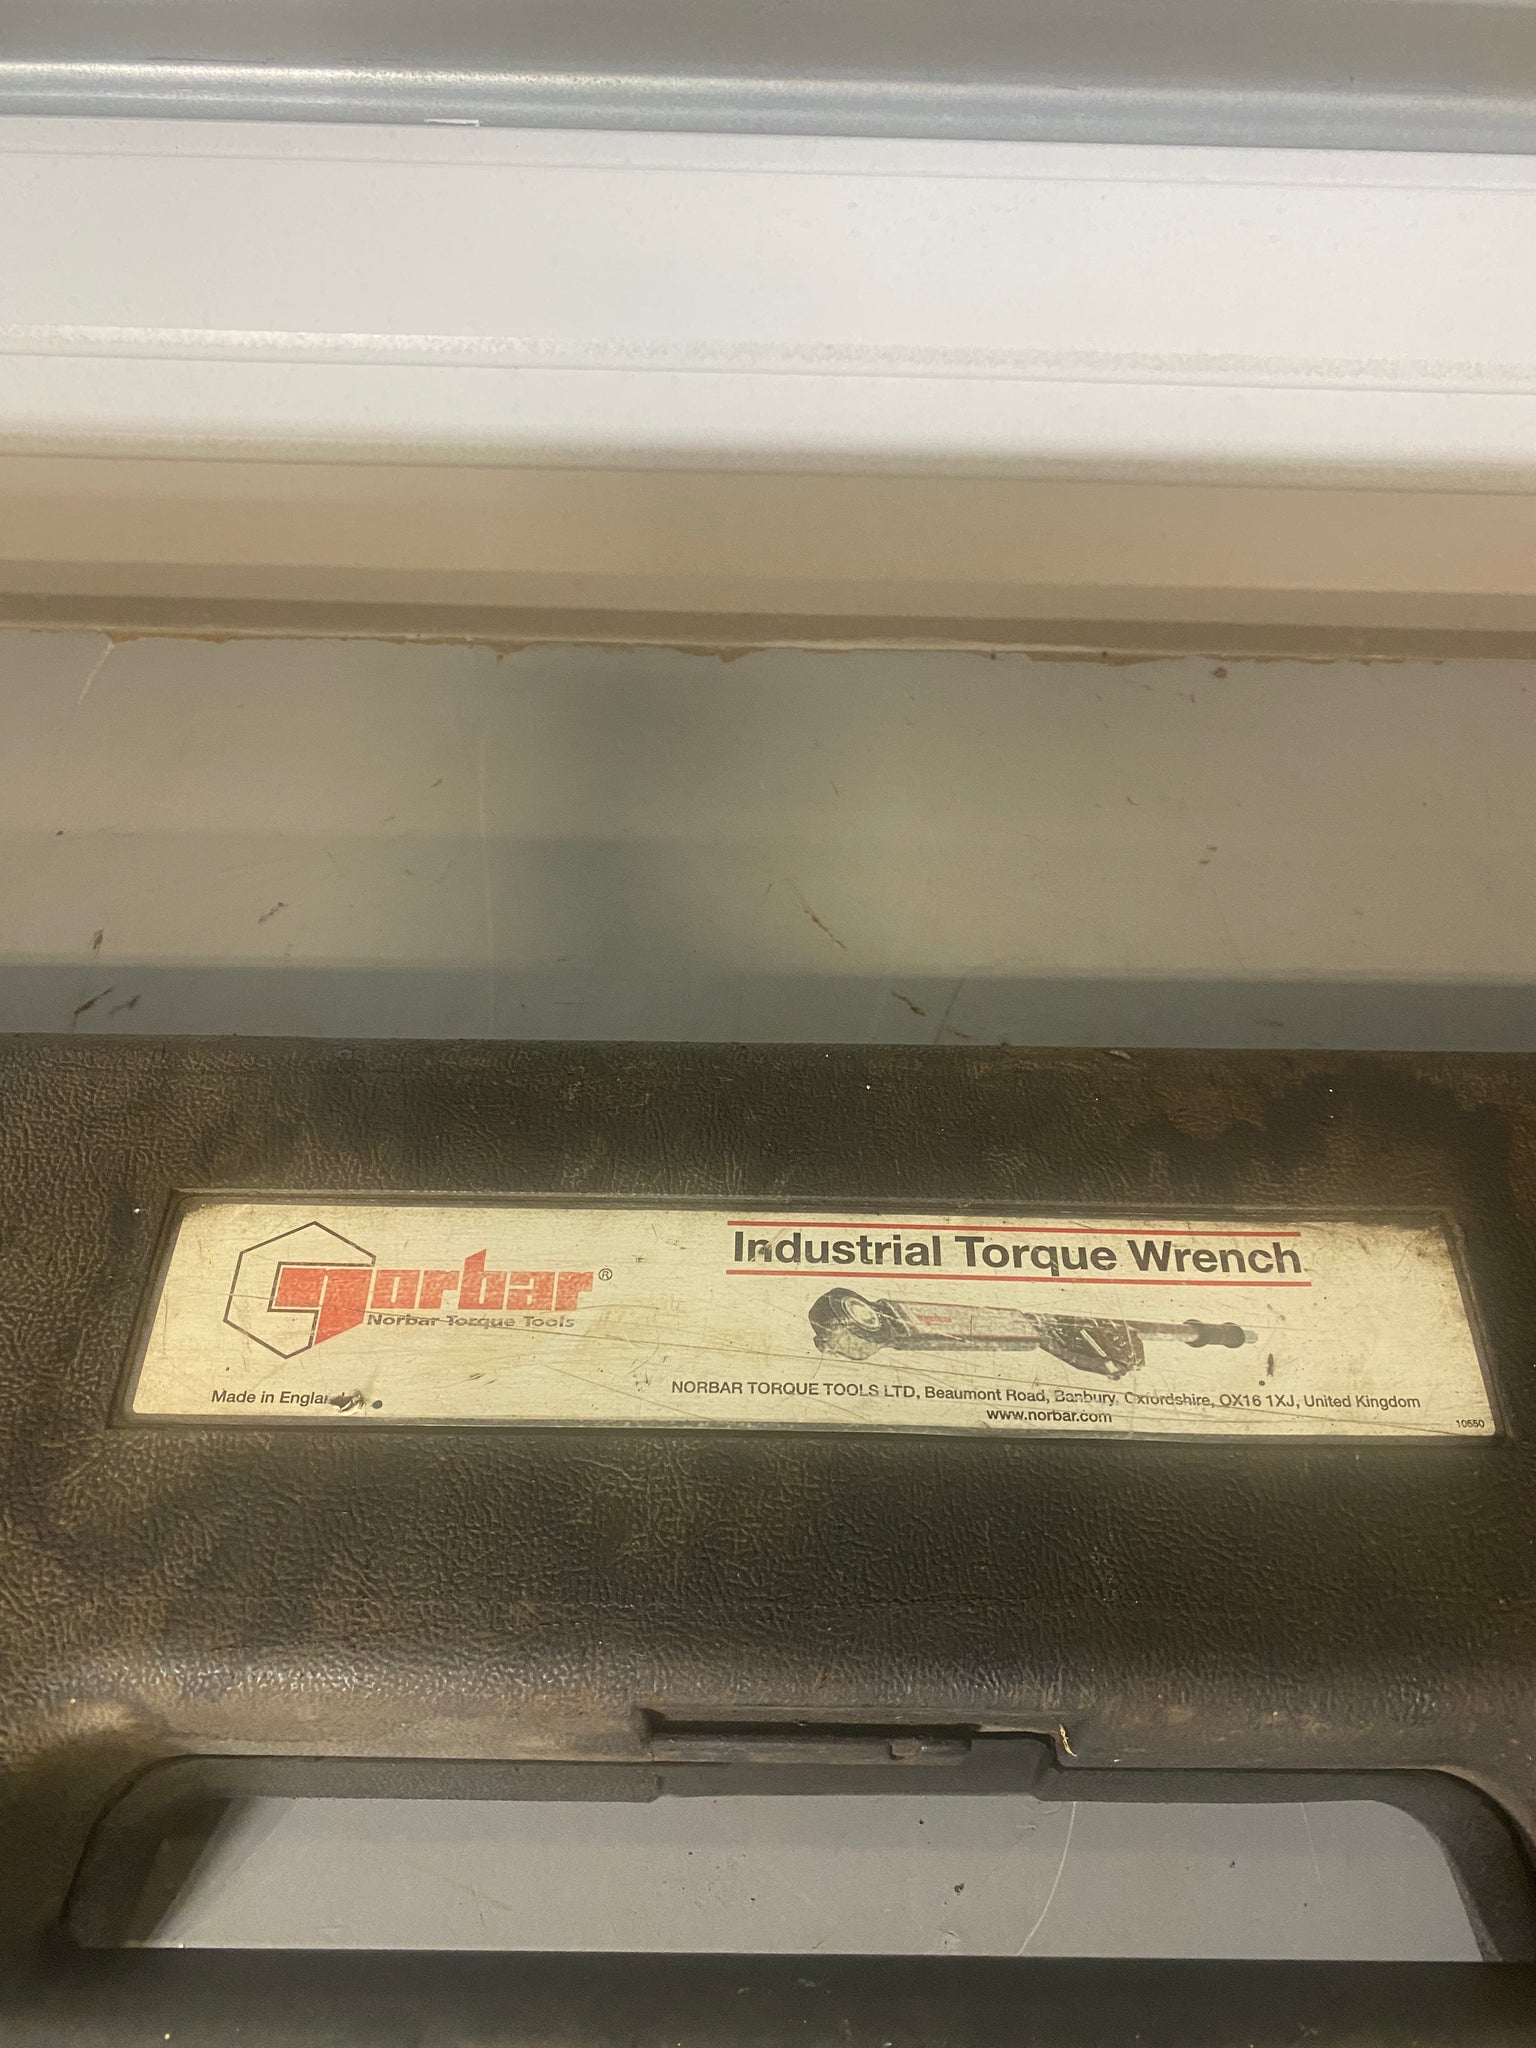 norbar®
Norbar Torque Tools
Made in England
Industrial Torque Wrench
NORBAR TORQUE TOOLS LTD, Beaumont Road, Banbury, Oxfordshire, OX16 1XJ, United Kingdom
www.norbar.com
10550